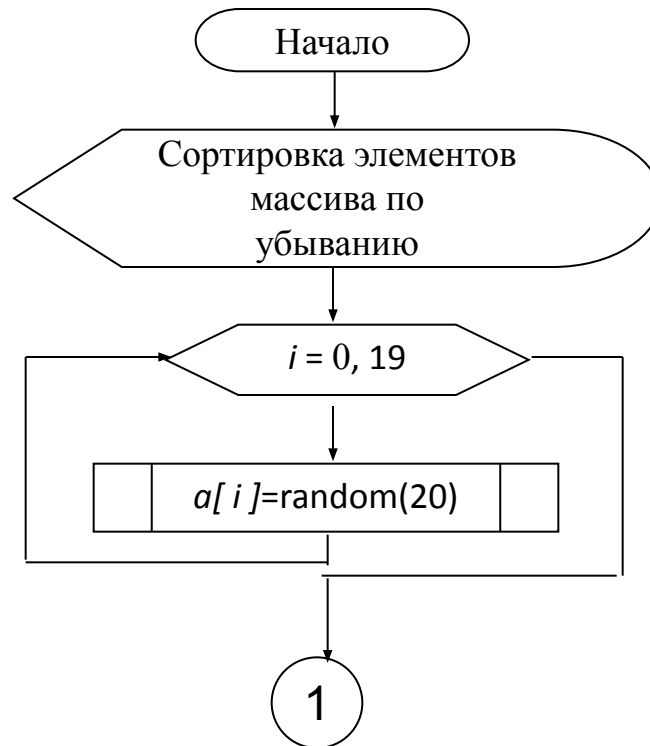 Начало
Сортировка элементов
массива по
убыванию
i = 0, 19
a[ i ]=random(20)
1